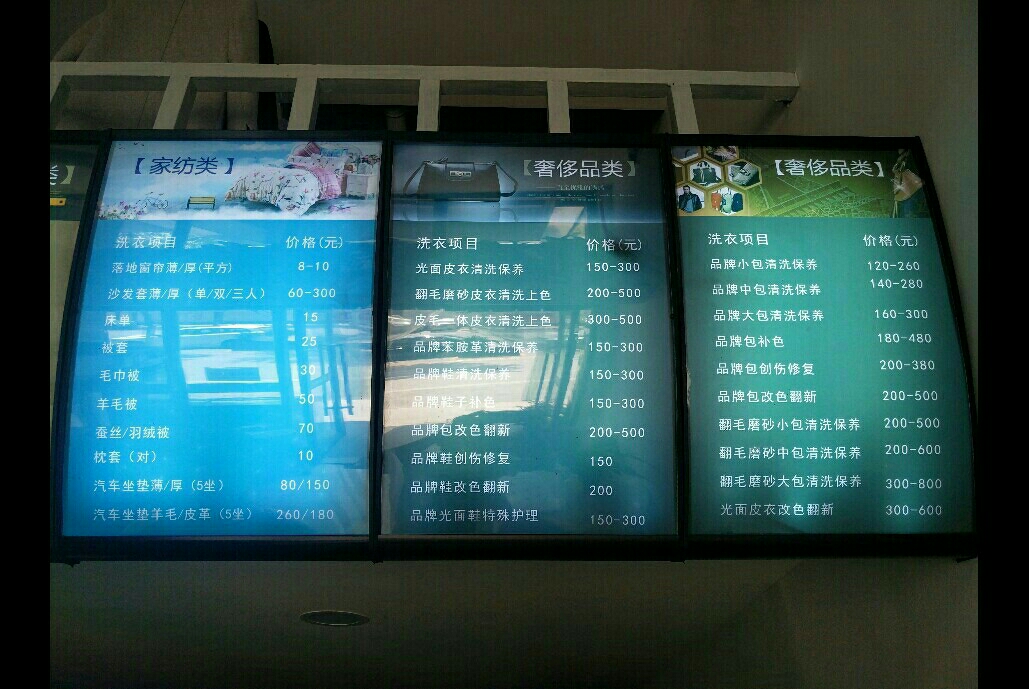 类】
【家纺类】
洗衣项目 价格(元)
落地窗帘薄/厚(平方) 8-10
沙发套薄/厚（单/双/三人） 60-300
床单 15
被套 25
毛巾被 30
羊毛被 50
蚕丝/羽绒被 70
枕套（对） 10
汽车坐垫薄/厚（5坐） 80/150
汽车坐垫羊毛/皮革（5坐） 260/180
【奢侈品类】
洗衣项目 价格(元)
光面皮衣清洗保养 150-300
翻毛磨砂皮衣清洗上色 200-500
皮毛一体皮衣清洗上色 300-500
品牌苯胺革清洗保养 150-300
品牌鞋清洗保养 150-300
品牌鞋子补色 150-300
品牌包改色翻新 200-500
品牌鞋创伤修复 150
品牌鞋改色翻新 200
品牌光面鞋特殊护理 150-300
【奢侈品类】
洗衣项目 价格(元)
品牌小包清洗保养 120-260
品牌中包清洗保养 140-280
品牌大包清洗保养 160-300
品牌包补色 180-480
品牌包创伤修复 200-380
品牌包改色翻新 200-500
翻毛磨砂小包清洗保养 200-500
翻毛磨砂中包清洗保养 200-600
翻毛磨砂大包清洗保养 300-800
光面皮衣改色翻新 300-600